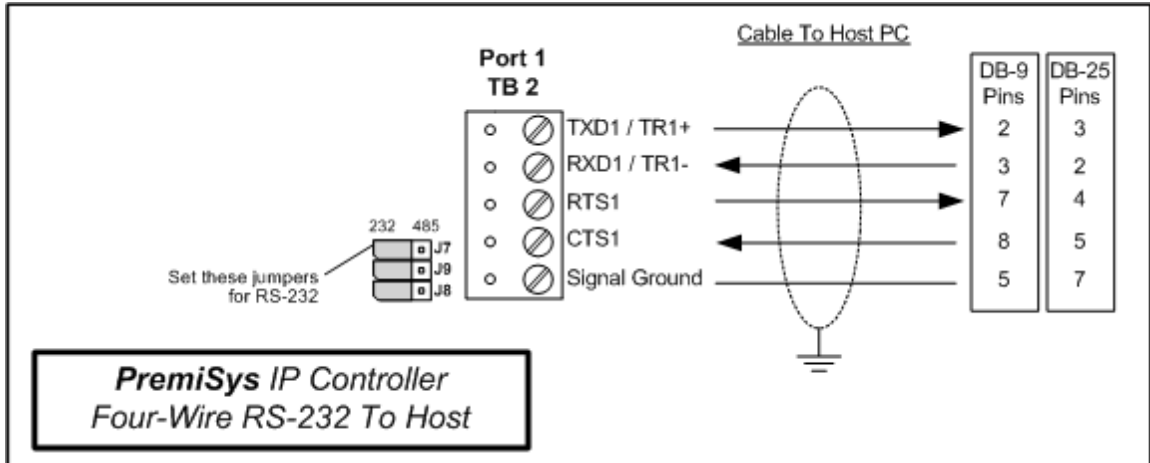 Cable To Host PC
Port 1
TB 2
DB-9
Pins
DB-25
Pins
TXD1 / TR1+
2
3
RXD1 / TR1-
3
2
RTS1
7
4
CTS1
8
5
Signal Ground
5
7
232 485
J7
J9
J8
Set these jumpers
for RS-232
PremiSys IP Controller
Four-Wire RS-232 To Host